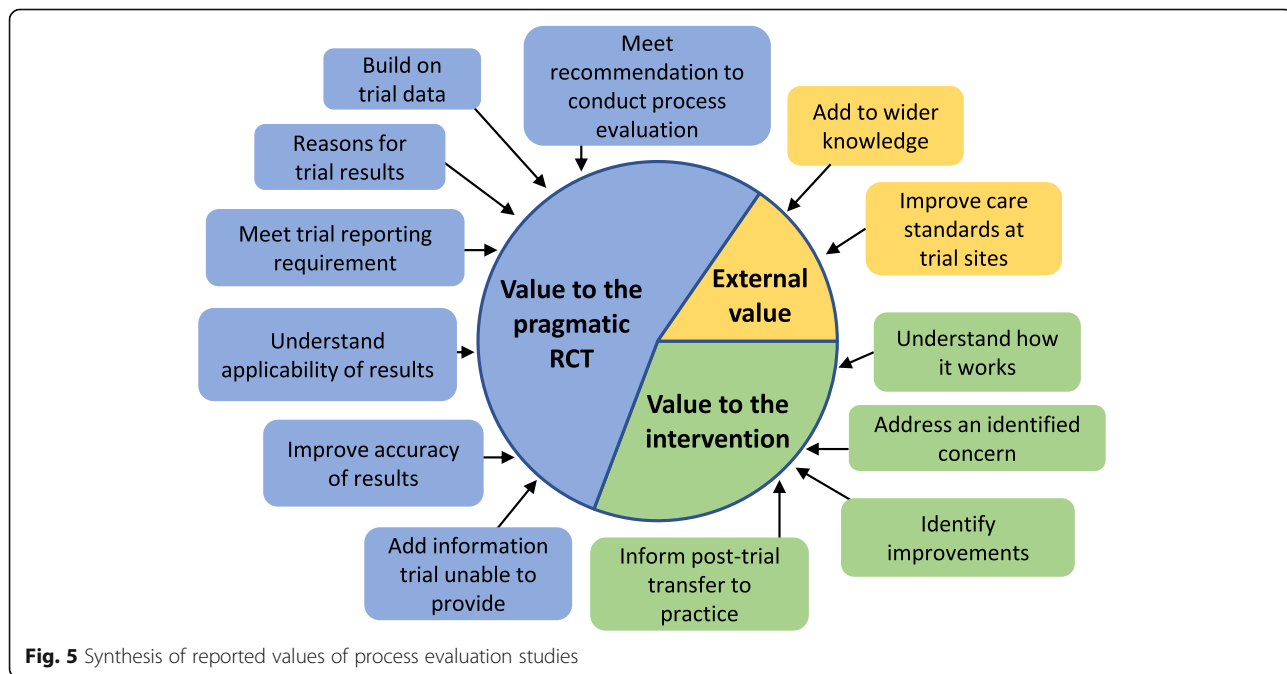 Meet
recommendation to
conduct process
evaluation
Build on
trial data
Reasons for
trial results
Meet trial reporting
requirement
Understand
applicability of results
Improve accuracy
of results
Add information
trial unable to
provide
Value to the
pragmatic
RCT
External
value
Value to the
intervention
Add to wider
knowledge
Improve care
standards at
trial sites
Understand how
it works
Address an identified
concern
Identify
improvements
Inform post-trial
transfer to
practice
Fig. 5 Synthesis of reported values of process evaluation studies